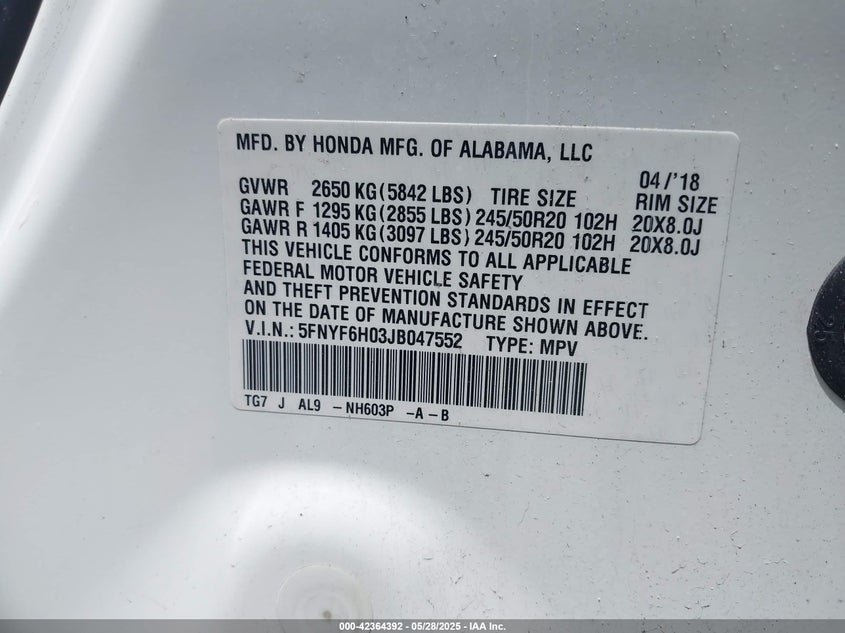 MFD. BY HONDA MFG. OF ALABAMA, LLC
04/'18
GVWR 2650 KG(5842 LBS) TIRE SIZE RIM SIZE
GAWR F 1295 KG(2855 LBS) 245/50R20 102H 20X8.0J
GAWR R 1405 KG(3097 LBS) 245/50R20 102H 20X8.0J
THIS VEHICLE CONFORMS TO ALL APPLICABLE
FEDERAL MOTOR VEHICLE SAFETY
AND THEFT PREVENTION STANDARDS IN EFFECT
ON THE DATE OF MANUFACTURE SHOWN ABOVE.
V.I.N.: 5FNYF6H03JB047552 TYPE: MPV
TG7 J AL9 -NH603P -A-B
000-42364392 - 05/28/2025 - IAA Inc.